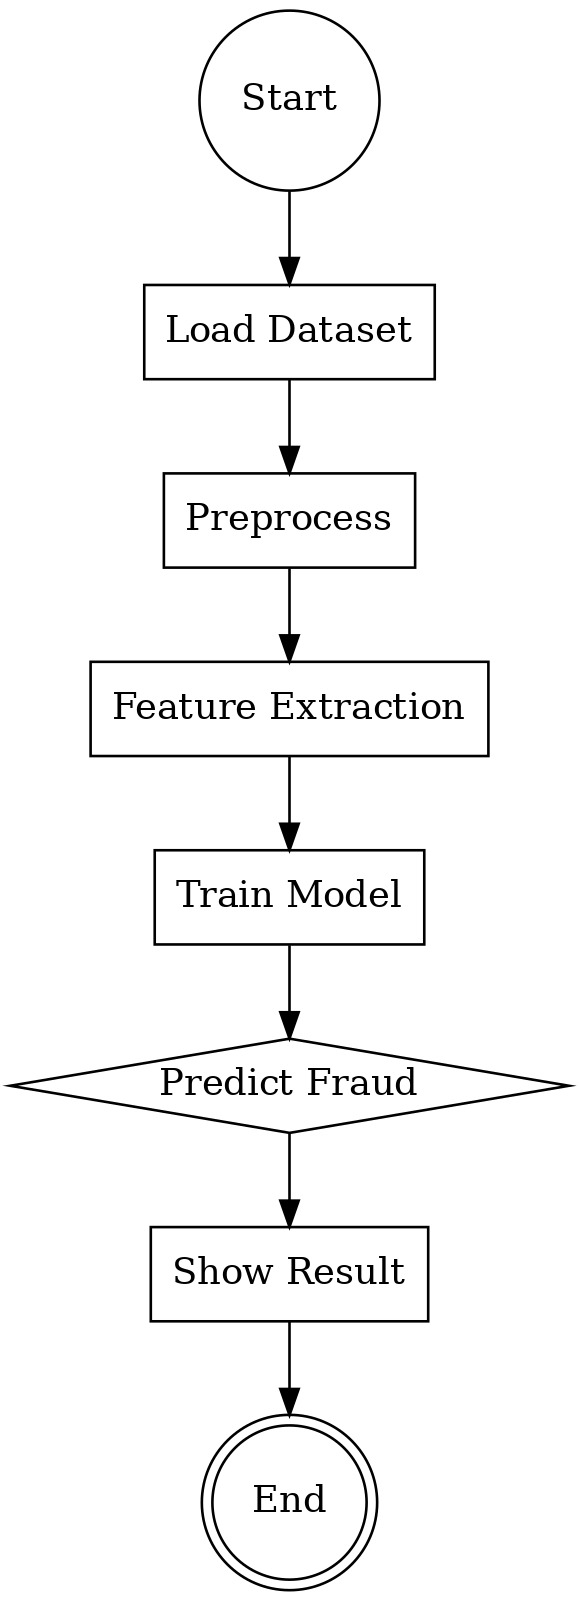 Start
Load Dataset
Preprocess
Feature Extraction
Train Model
Predict Fraud
Show Result
End